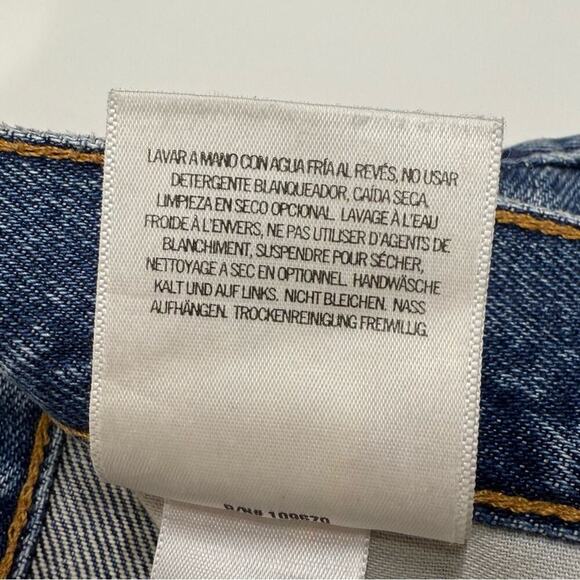 LAVAR A MANO CON AGUA FRÍA AL REVÉS, NO USAR
DETERGENTE BLANQUEADOR, CAÍDA SECA.
LIMPIEZA EN SECO OPCIONAL. LAVAGE À L'EAU
FROIDE À L'ENVERS, NE PAS UTILISER D'AGENTS DE
BLANCHIMENT, SUSPENDRE POUR SÉCHER,
NETTOYAGE A SEC EN OPTIONNEL. HANDWÄSCHE
KALT UND AUF LINKS. NICHT BLEICHEN. NASS
AUFHÄNGEN. TROCKENREINIGUNG FREIWILLIG.